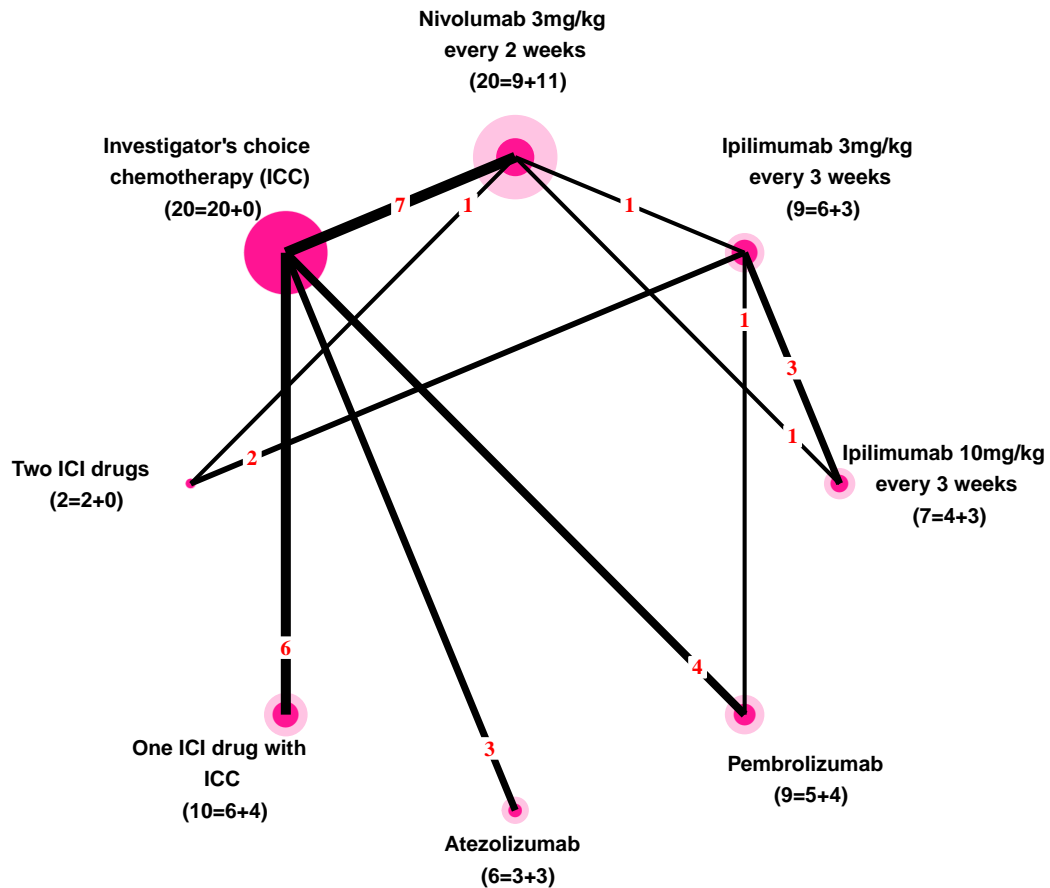 Nivolumab 3mg/kg
every 2 weeks
(20=9+11)
Investigator's choice
chemotherapy (ICC)
(20=20+0)
Ipilimumab 3mg/kg
every 3 weeks
(9=6+3)
7
1
1
1
3
1
2
Two ICI drugs
(2=2+0)
Ipilimumab 10mg/kg
every 3 weeks
(7=4+3)
6
4
3
One ICI drug with
ICC
(10=6+4)
Pembrolizumab
(9=5+4)
Atezolizumab
(6=3+3)